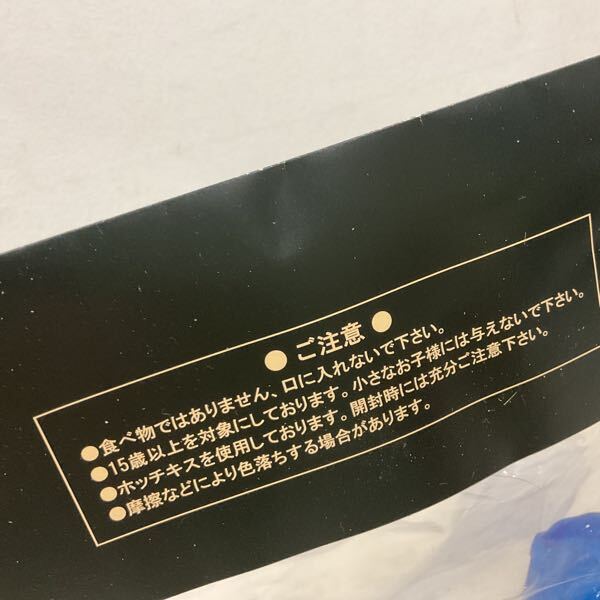 ● ご注意 ●
●食べ物ではありません、口に入れないで下さい。
●15歳以上を対象にしております。小さなお子様には与えないで下さい。
●ホッチキスを使用しております。開封時には充分ご注意下さい。
●摩擦などにより色落ちする場合があります。